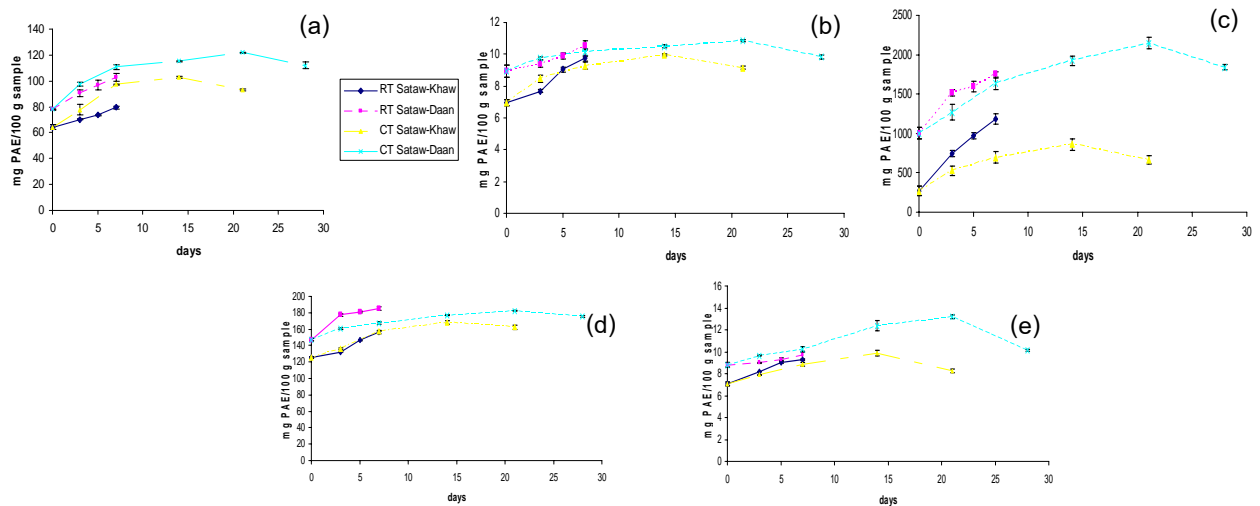 (a)
mg PAE/100 g sample
140
120
100
80
60
40
20
0
0 5 10 15 20 25 30
days
RT Sataw-Khaw
RT Sataw-Daan
CT Sataw-Khaw
CT Sataw-Daan
(b)
mg PAE/100 g sample
12
10
8
6
4
2
0
0 5 10 15 20 25 30
days
(c)
mg PAE/100 g sample
2500
2000
1500
1000
500
0
0 5 10 15 20 25 30
days
(d)
mg PAE/100 g sample
200
180
160
140
120
100
80
60
40
20
0
0 5 10 15 20 25 30
days
(e)
mg PAE/100 g sample
16
14
12
10
8
6
4
2
0
0 5 10 15 20 25 30
days